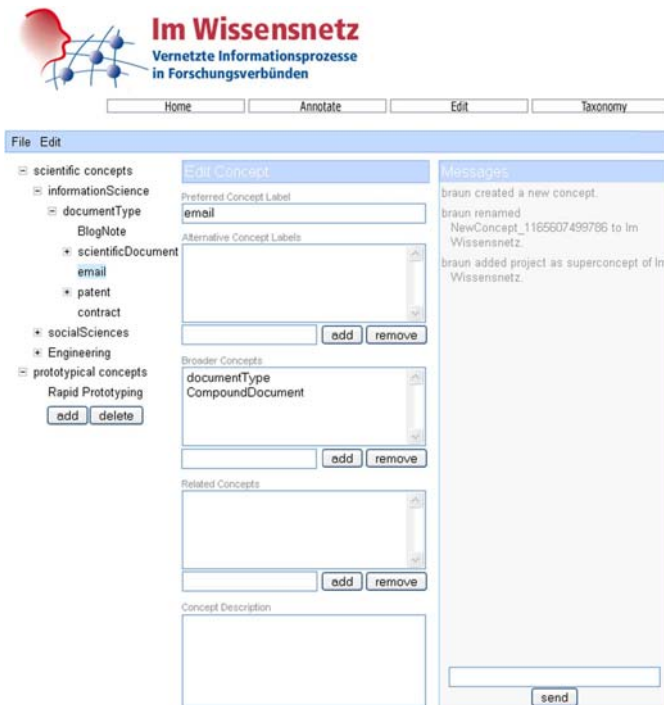 Im Wissensnetz
Vernetzte Informationsprozesse
in Forschungsverbünden
Home
Annotate
Edit
Taxonomy
File Edit
scientific concepts
informationScience
documentType
BlogNote
scientificDocument
email
patent
contract
socialSciences
Engineering
prototypical concepts
Rapid Prototyping
add delete
Edit Concept
Preferred Concept Label
email
Alternative Concept Labels
add remove
Broader Concepts
documentType
CompoundDocument
add remove
Related Concepts
add remove
Concept Description
Messages
braun created a new concept.
braun renamed
NewConcept_1165607499786 to Im
Wissensnetz.
braun added project as superconcept of Im
Wissensnetz.
send